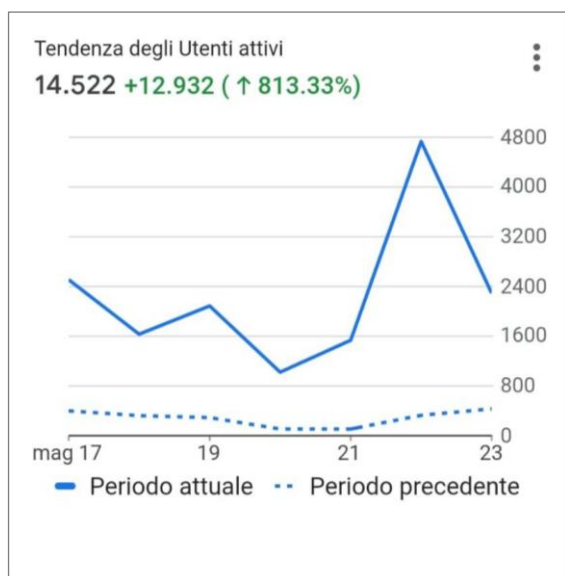 Tendenza degli Utenti attivi
14.522 +12.932 ( ↑ 813.33%)
4800
4000
3200
2400
1600
800
0
mag 17 19 21 23
Periodo attuale Periodo precedente